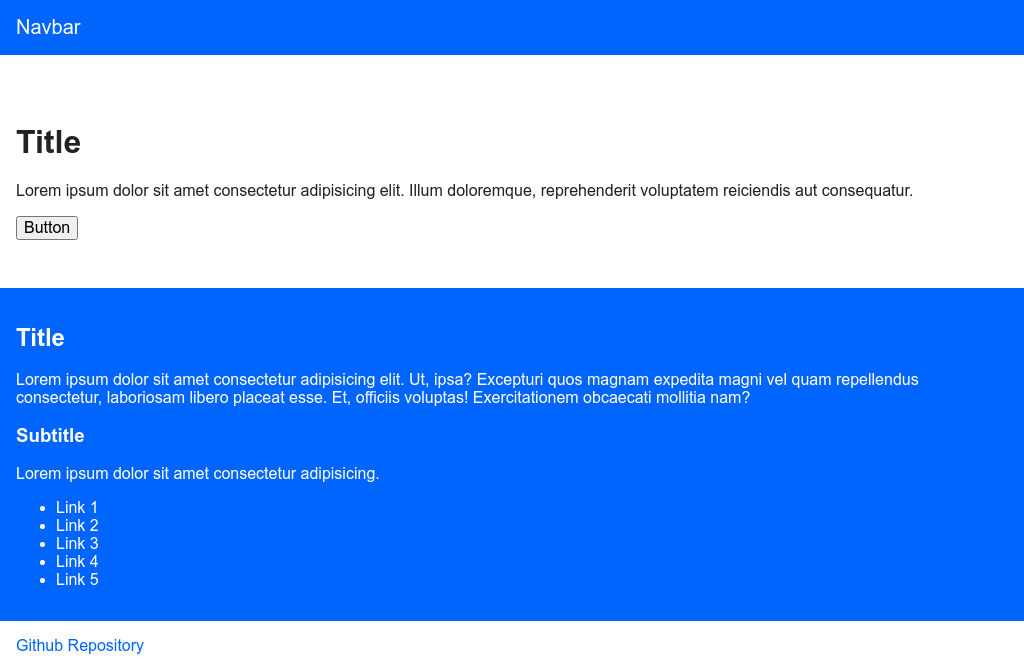 Navbar
Title
Lorem ipsum dolor sit amet consectetur adipisicing elit. Illum doloremque, reprehenderit voluptatem reiciendis aut consequatur.
Button
Title
Lorem ipsum dolor sit amet consectetur adipisicing elit. Ut, ipsa? Excepturi quos magnam expedita magni vel quam repellendus
consectetur, laboriosam libero placeat esse. Et, officiis voluptas! Exercitationem obcaecati mollitia nam?
Subtitle
Lorem ipsum dolor sit amet consectetur adipisicing.
Link 1
Link 2
Link 3
Link 4
Link 5
Github Repository